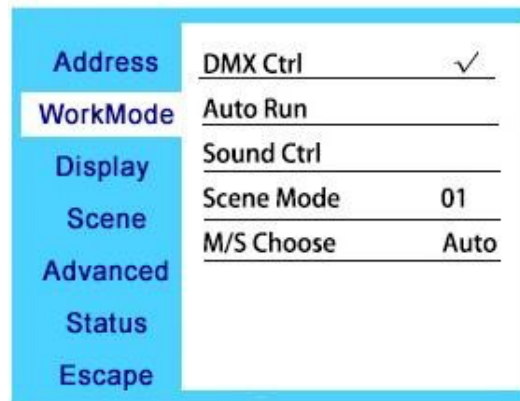 Address
WorkMode
Display
Scene
Advanced
Status
Escape
DMX Ctrl √
Auto Run
Sound Ctrl
Scene Mode 01
M/S Choose Auto